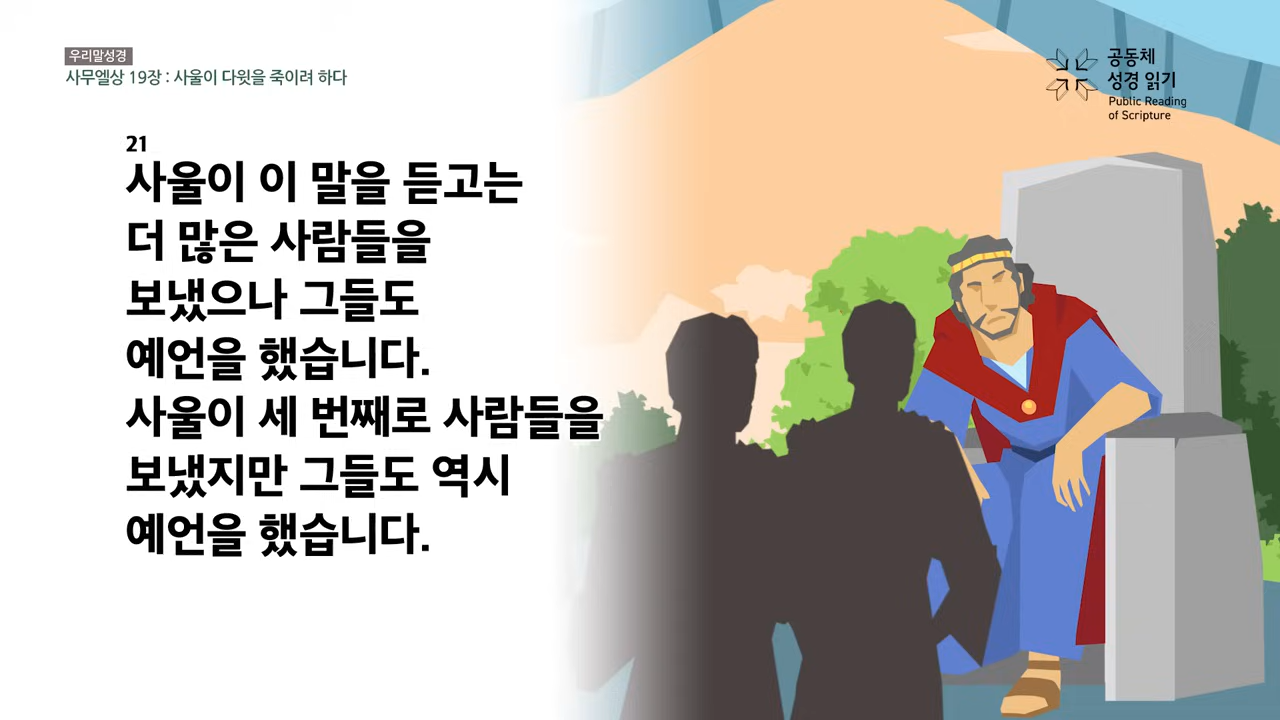 우리말성경
사무엘상 19장 : 사울이 다윗을 죽이려 하다
공동체
성경 읽기
Public Reading
of Scripture
21
사울이 이 말을 듣고는
더 많은 사람들을
보냈으나 그들도
예언을 했습니다.
사울이 세 번째로 사람들을
보냈지만 그들도 역시
예언을 했습니다.